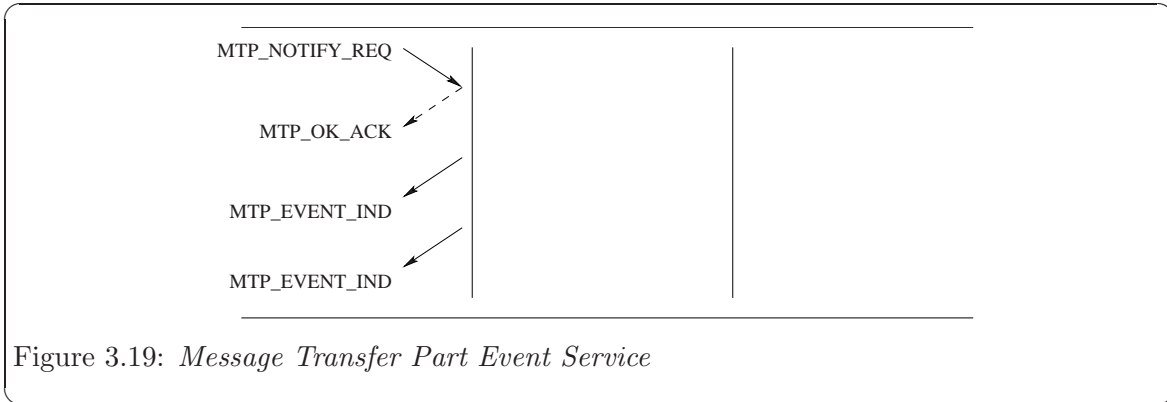 MTP_NOTIFY_REQ
MTP_OK_ACK
MTP_EVENT_IND
MTP_EVENT_IND
Figure 3.19: Message Transfer Part Event Service